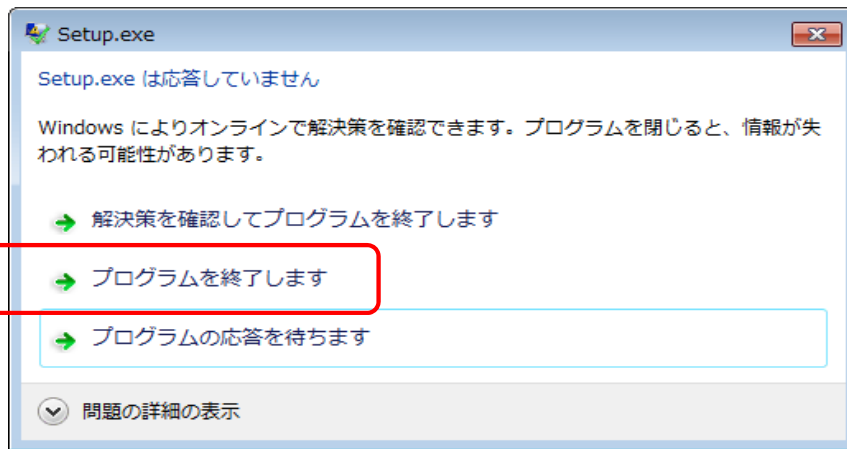 Setup.exe
Setup.exe は応答していません
Windows によりオンラインで解決策を確認できます。プログラムを閉じると、情報が失
われる可能性があります。
解決策を確認してプログラムを終了します
プログラムを終了します
プログラムの応答を待ちます
問題の詳細の表示